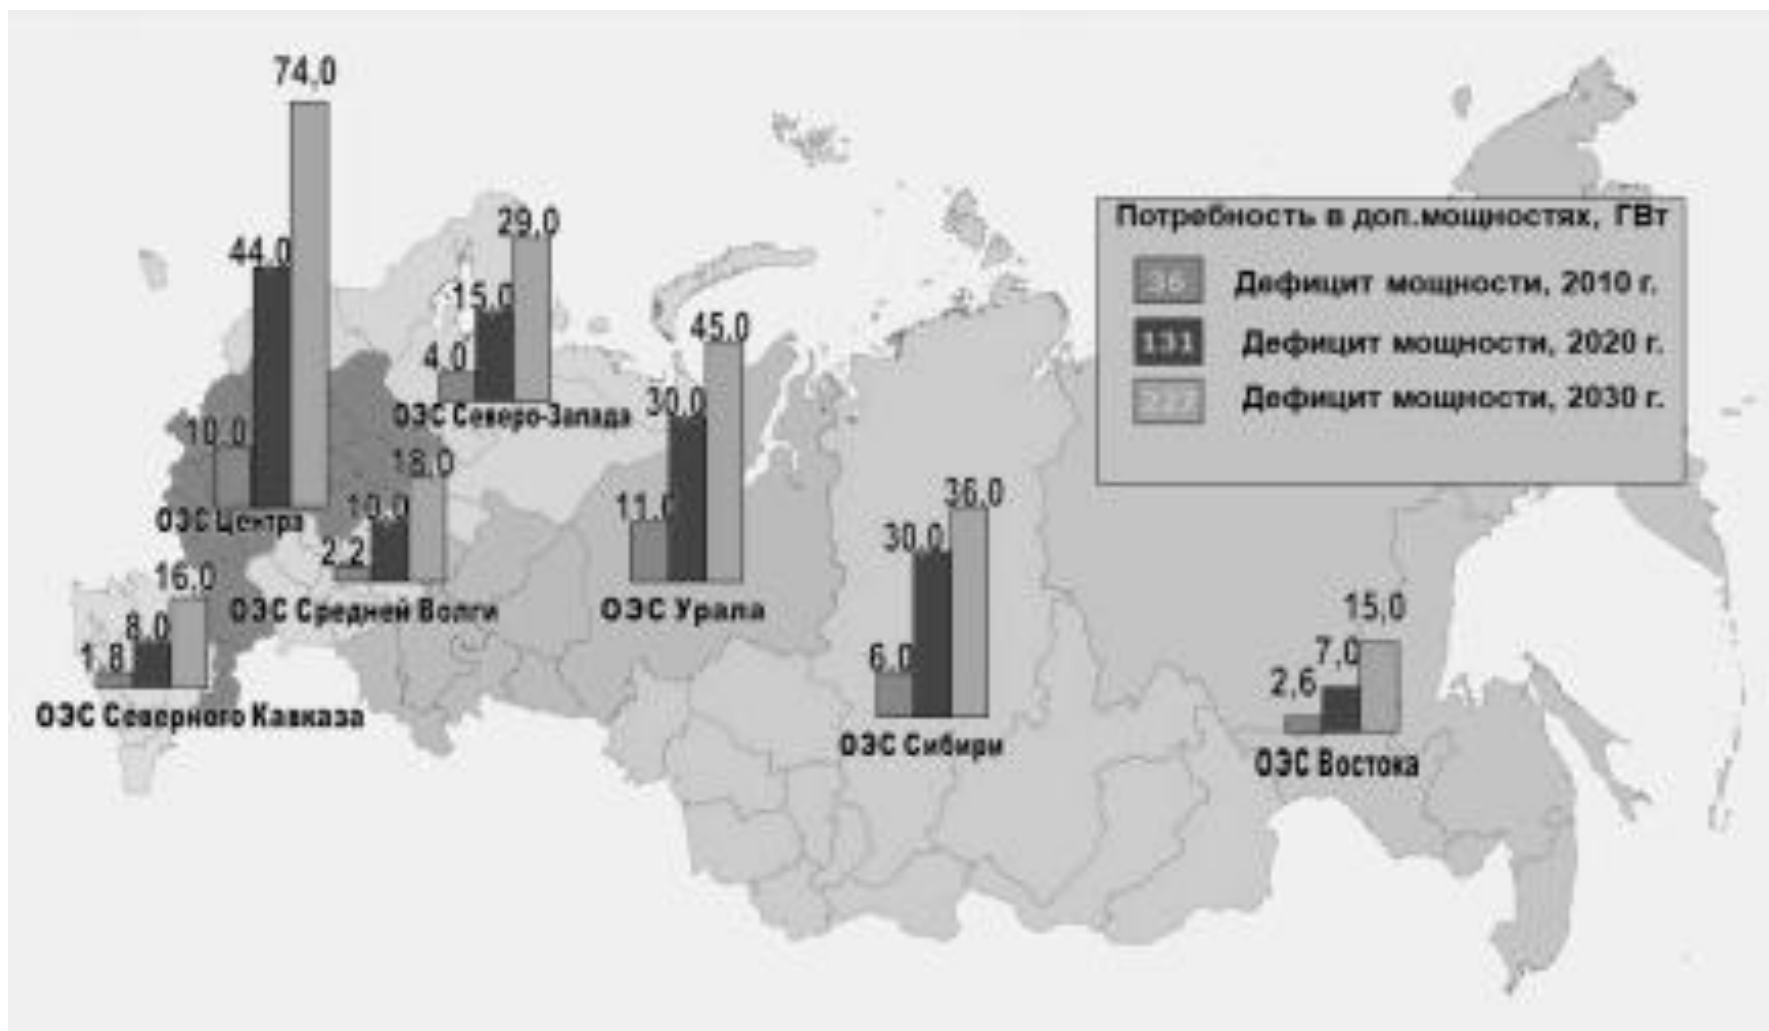 74,0
44,0
10,0
ОЭС Центра
29,0
15,0
4,0
ОЭС Северо-Запада
18,0
10,0
2,2
ОЭС Средней Волги
16,0
8,0
1,8
ОЭС Северного Кавказа
45,0
30,0
11,0
ОЭС Урала
36,0
30,0
6,0
ОЭС Сибири
15,0
7,0
2,6
ОЭС Востока
Потребность в доп.мощностях, ГВт
36 Дефицит мощности, 2010 г.
131 Дефицит мощности, 2020 г.
Дефицит мощности, 2030 г.